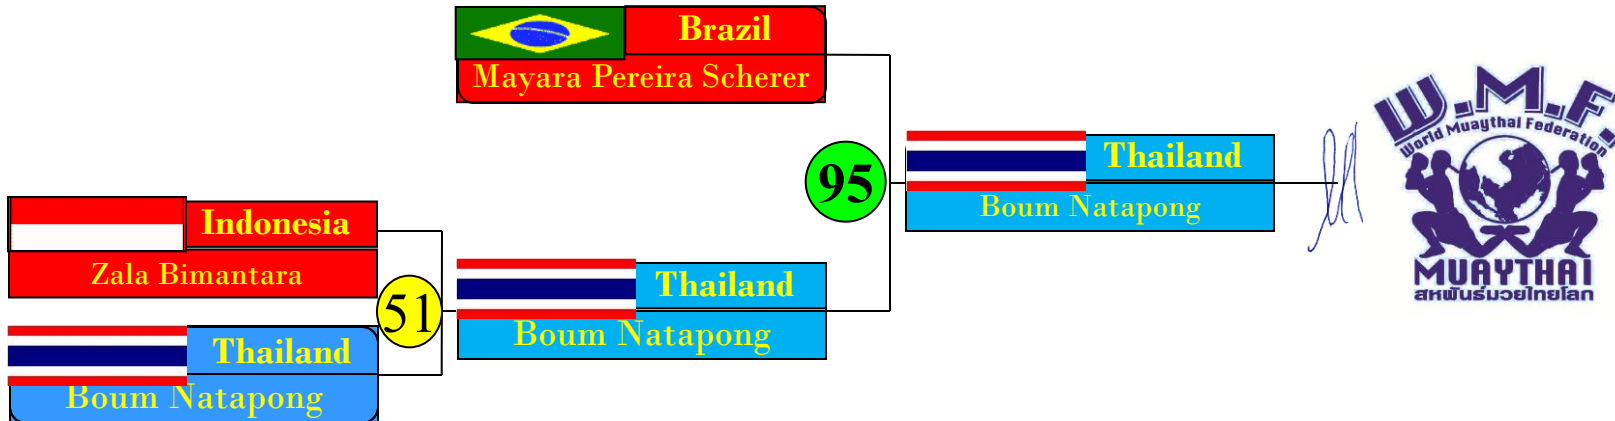 Brazil
Mayara Pereira Scherer
95
Thailand
Boum Natapong
Indonesia
Zala Bimantara
51
Thailand
Boum Natapong
Thailand
Boum Natapong
W.M.F.
World Muaythai Federation
MUAYTHAI
สหพันธ์มวยไทยโลก